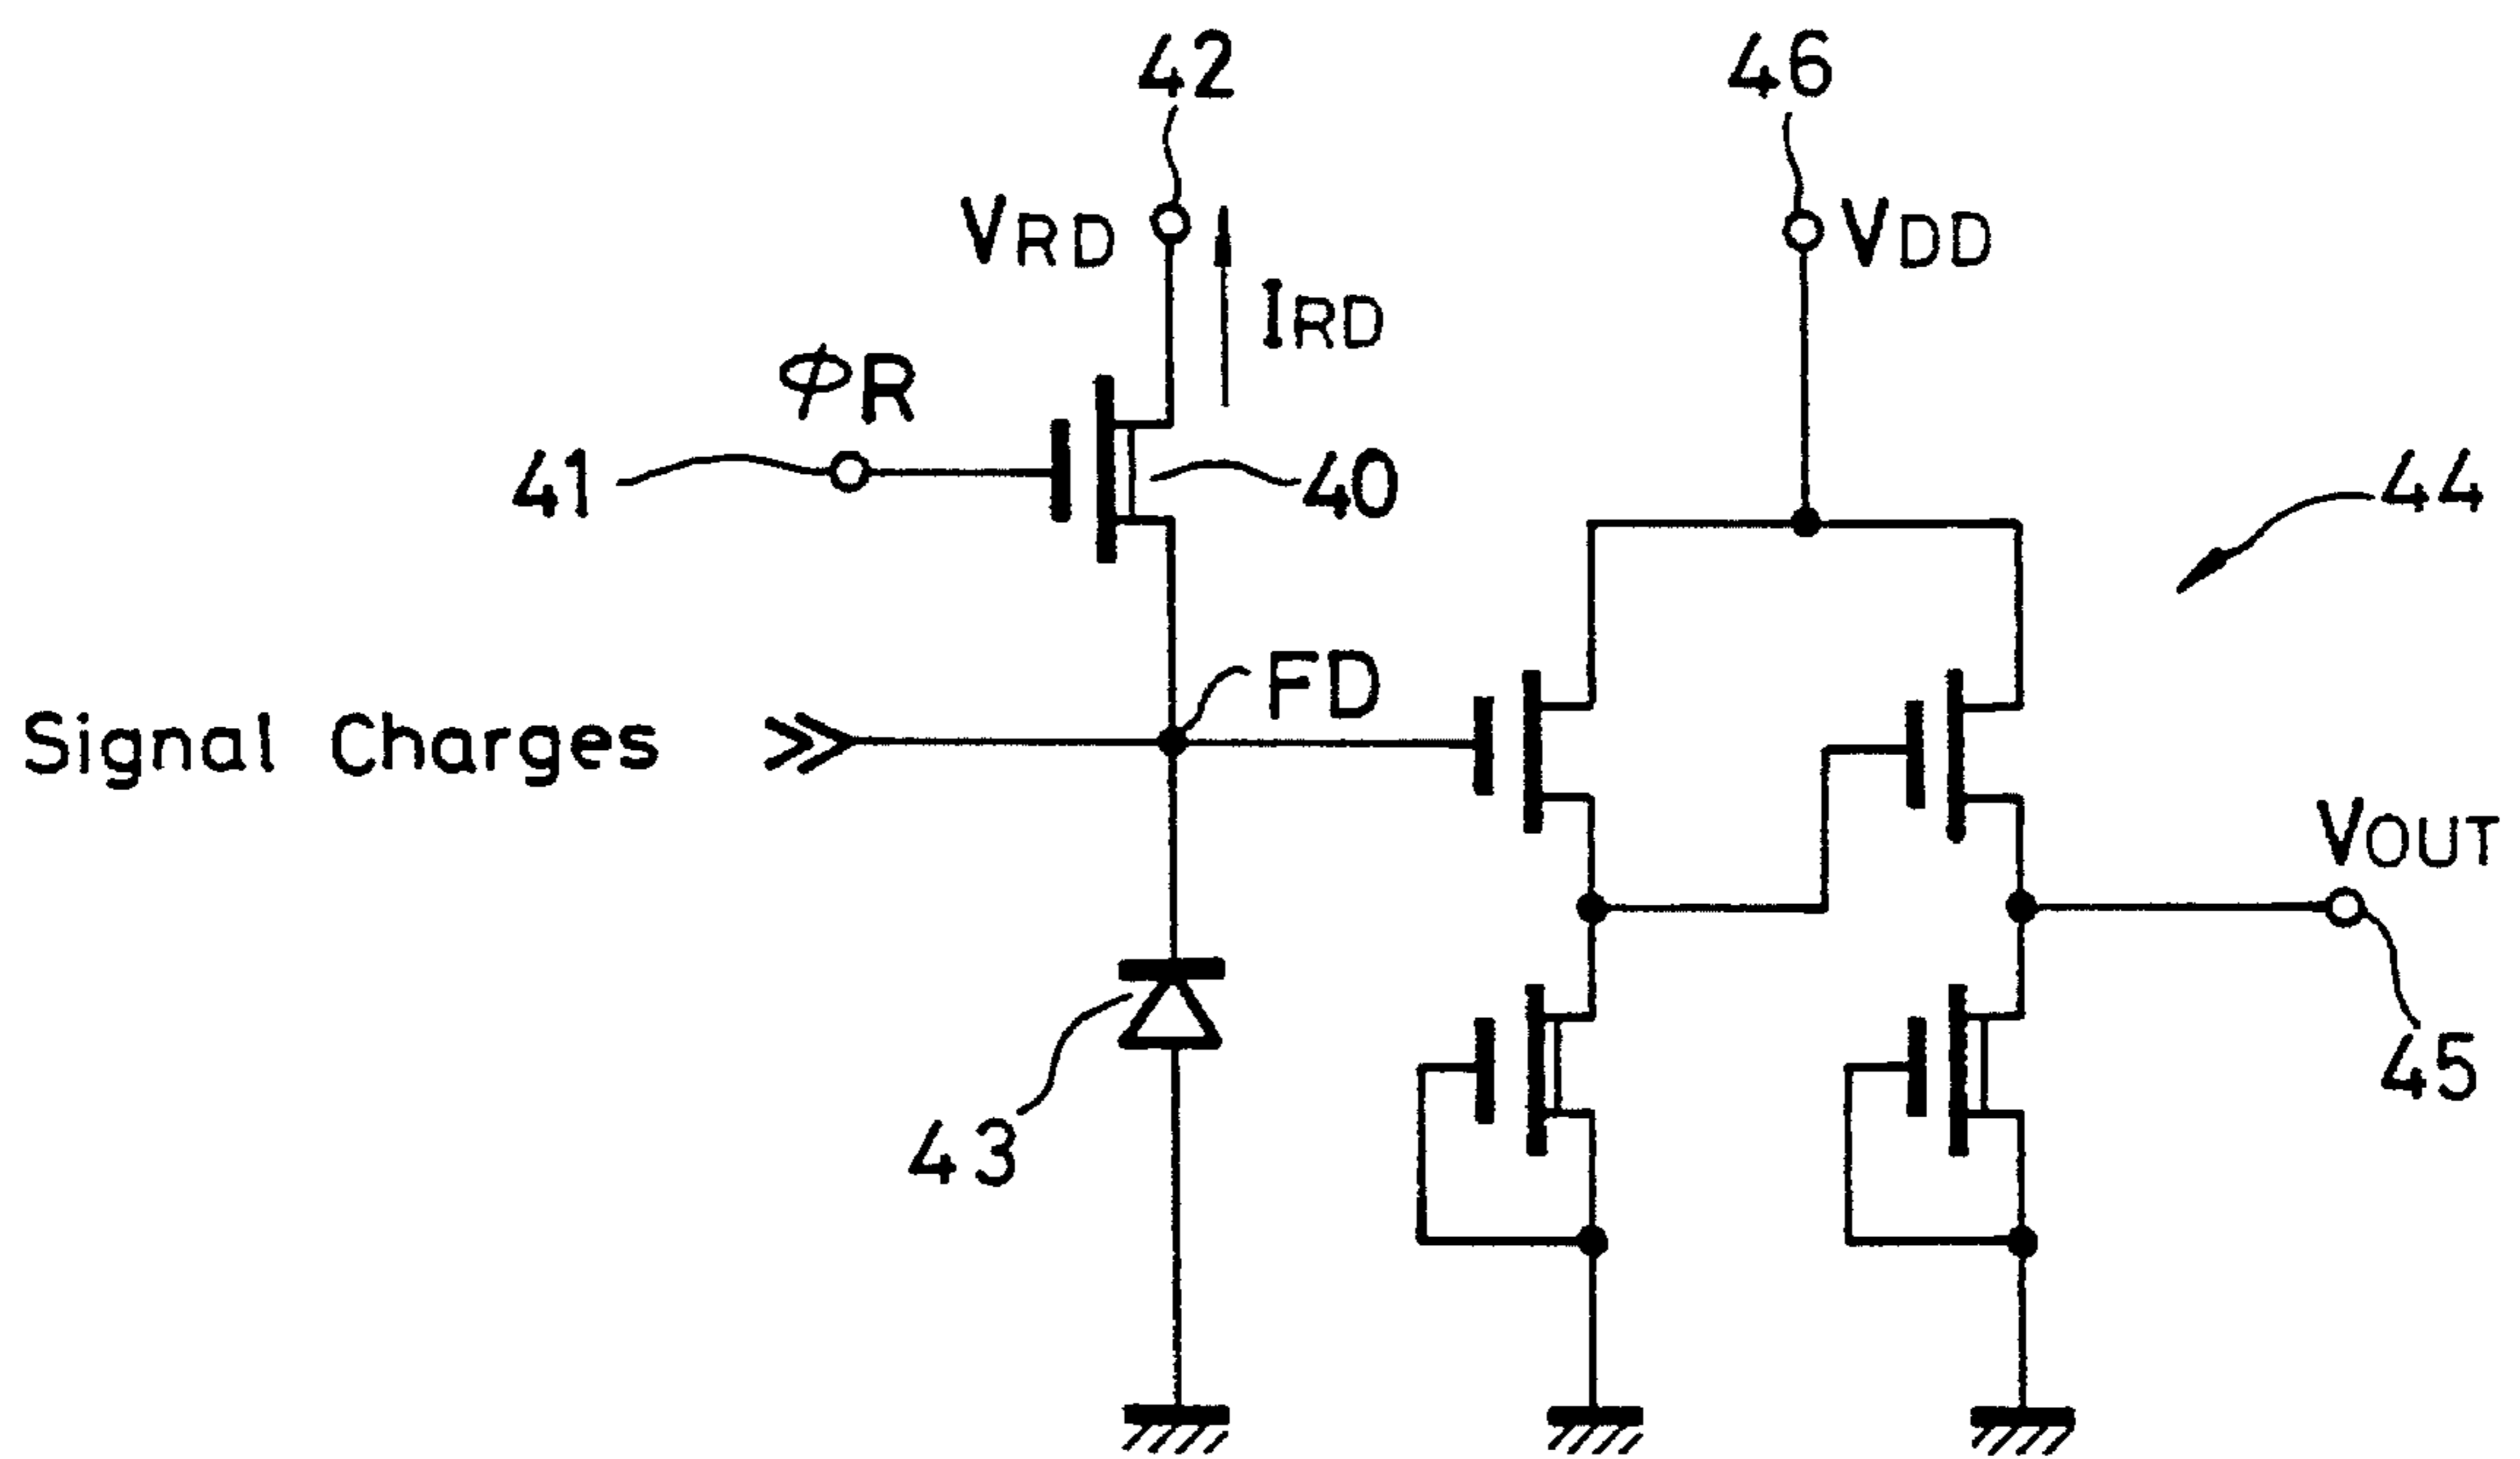 42
46
VRD
VDD
IRD
φR
41
40
44
FD
Signal Charges
VOUT
43
45